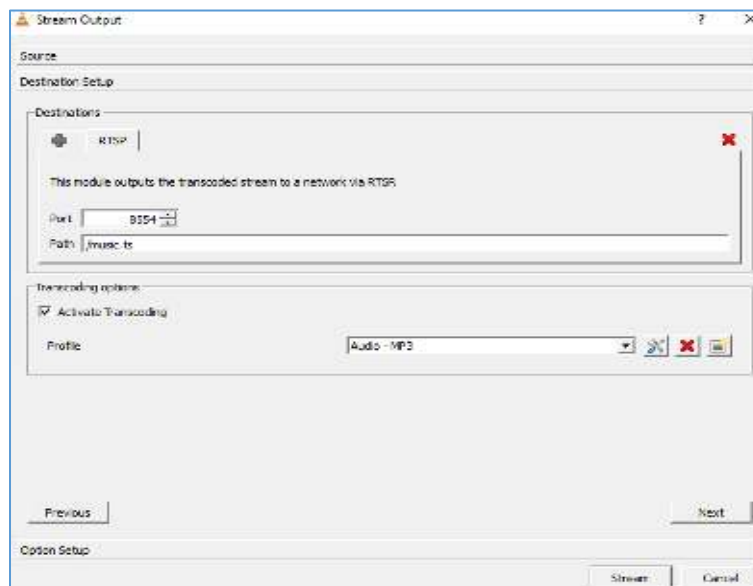 Stream Output ? X
Source
Destination Setup
Destinations
RTSP
This module outputs the transcoded stream to a network via RTSP.
Port 8554
Path /music.ts
Transcoding options
Activate Transcoding
Profile Audio - MP3
Previous Next
Option Setup
Stream Cancel